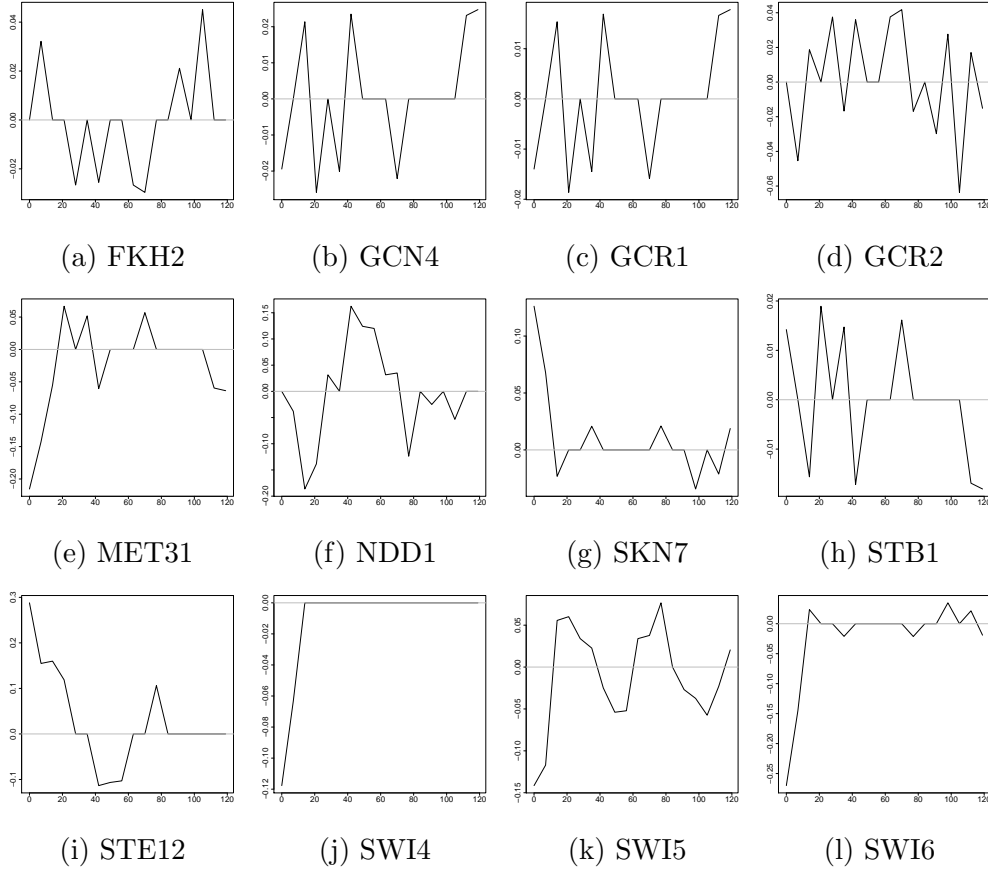 0.04
0.02
0.00
−0.02
0 20 40 60 80 100 120
(a) FKH2
0.02
0.01
0.00
−0.01
−0.02
0 20 40 60 80 100 120
(b) GCN4
0.01
0.00
−0.01
−0.02
0 20 40 60 80 100 120
(c) GCR1
0.04
0.02
0.00
−0.02
−0.04
−0.06
0 20 40 60 80 100 120
(d) GCR2
0.05
0.00
−0.05
−0.10
−0.15
−0.20
0 20 40 60 80 100 120
(e) MET31
0.15
0.10
0.05
0.00
−0.10
−0.20
0 20 40 60 80 100 120
(f) NDD1
0.10
0.05
0.00
0 20 40 60 80 100 120
(g) SKN7
0.02
0.01
0.00
−0.01
0 20 40 60 80 100 120
(h) STB1
0.3
0.2
0.1
0.0
−0.1
0 20 40 60 80 100 120
(i) STE12
0.00
−0.02
−0.04
−0.06
−0.08
−0.10
−0.12
0 20 40 60 80 100 120
(j) SWI4
0.05
0.00
−0.05
−0.10
−0.15
0 20 40 60 80 100 120
(k) SWI5
0.00
−0.05
−0.10
−0.15
−0.20
−0.25
0 20 40 60 80 100 120
(l) SWI6